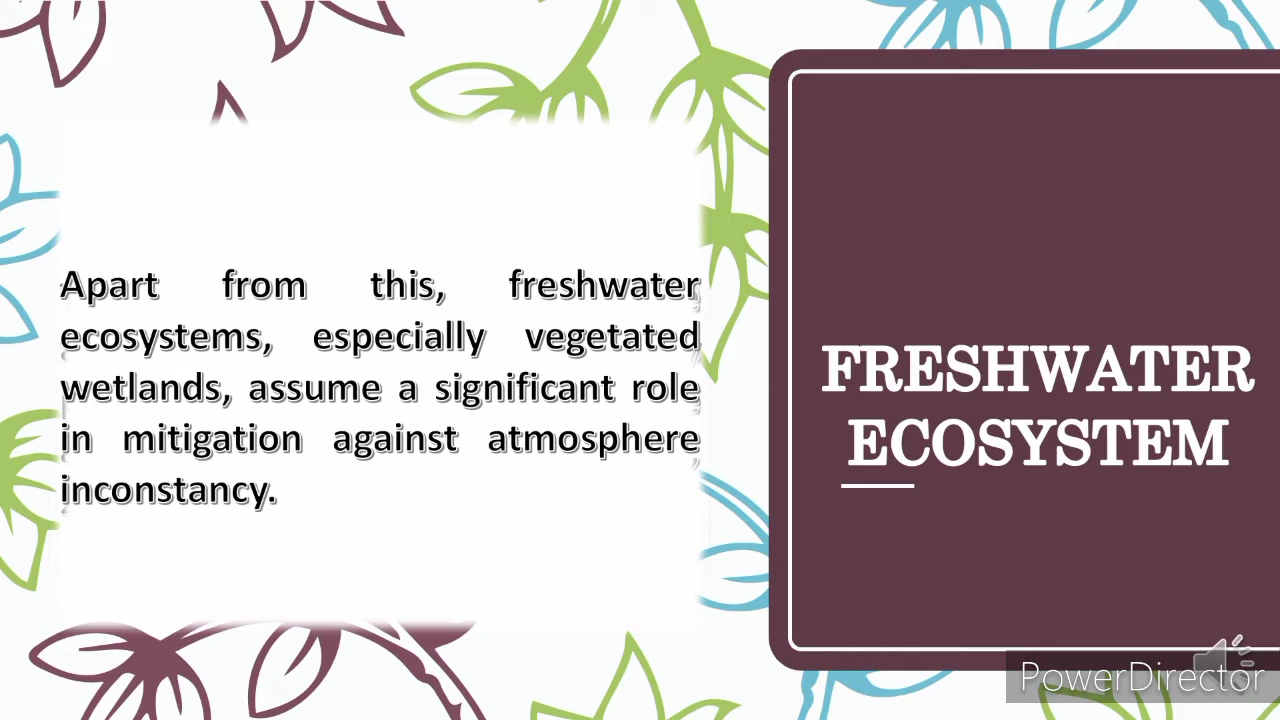 Apart from this, freshwater
ecosystems, especially vegetated
wetlands, assume a significant role
in mitigation against atmosphere
inconstancy.
FRESHWATER
ECOSYSTEM
PowerDirector